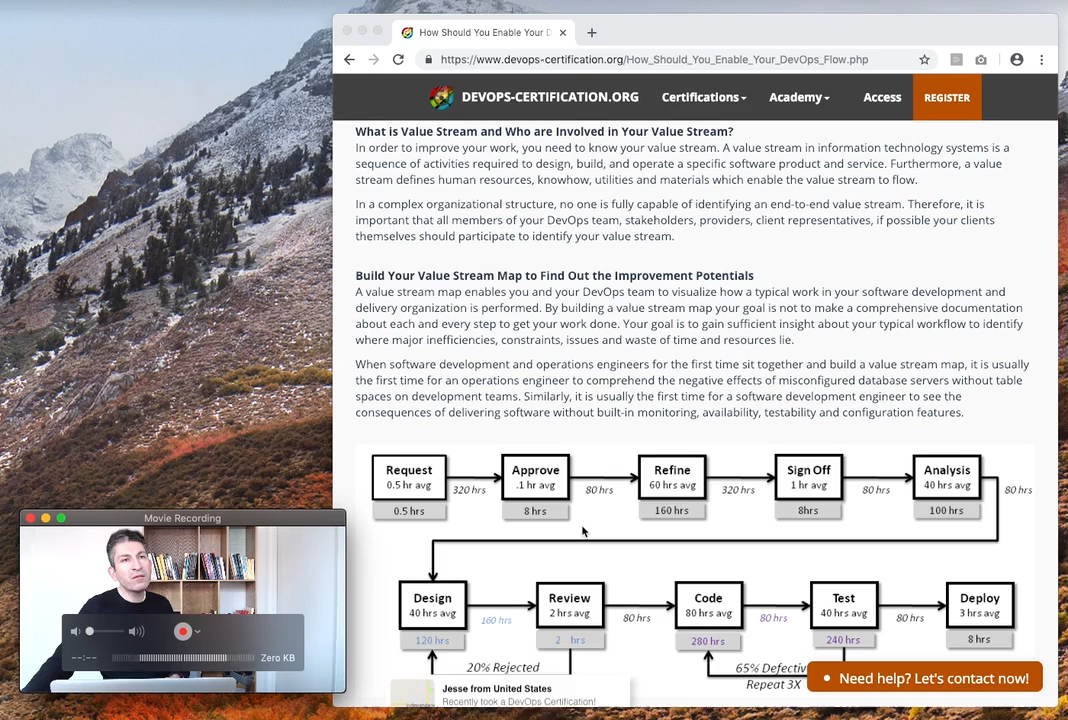 How Should You Enable Your D
https://www.devops-certification.org/How_Should_You_Enable_Your_DevOps_Flow.php
DEVOPS-CERTIFICATION.ORG Certifications Academy Access REGISTER
What is Value Stream and Who are Involved in Your Value Stream?
In order to improve your work, you need to know your value stream. A value stream in information technology systems is a
sequence of activities required to design, build, and operate a specific software product and service. Furthermore, a value
stream defines human resources, knowhow, utilities and materials which enable the value stream to flow.
In a complex organizational structure, no one is fully capable of identifying an end-to-end value stream. Therefore, it is
important that all members of your DevOps team, stakeholders, providers, client representatives, if possible your clients
themselves should participate to identify your value stream.
Build Your Value Stream Map to Find Out the Improvement Potentials
A value stream map enables you and your DevOps team to visualize how a typical work in your software development and
delivery organization is performed. By building a value stream map your goal is not to make a comprehensive documentation
about each and every step to get your work done. Your goal is to gain sufficient insight about your typical workflow to identify
where major inefficiencies, constraints, issues and waste of time and resources lie.
When software development and operations engineers for the first time sit together and build a value stream map, it is usually
the first time for an operations engineer to comprehend the negative effects of misconfigured database servers without table
spaces on development teams. Similarly, it is usually the first time for a software development engineer to see the
consequences of delivering software without built-in monitoring, availability, testability and configuration features.
Request Approve Refine Sign Off Analysis
0.5 hr avg .1 hr avg 60 hrs avg 1 hr avg 40 hrs avg
320 hrs 80 hrs 320 hrs 80 hrs 80 hrs
0.5 hrs 8 hrs 160 hrs 8hrs 100 hrs
Design Review Code Test Deploy
40 hrs avg 2 hrs avg 80 hrs avg 40 hrs avg 3 hrs avg
160 hrs 80 hrs 80 hrs 80 hrs
120 hrs 2 hrs 280 hrs 240 hrs 8 hrs
20% Rejected 65% Defectiv
Repeat 3X
Need help? Let's contact now!
Jesse from United States
Recently took a DevOps Certification!
Movie Recording
--:-- Zero KB